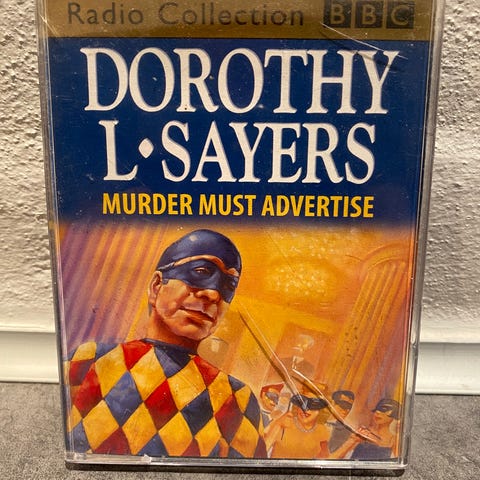 Radio Collection BBC
DOROTHY
L·SAYERS
MURDER MUST ADVERTISE